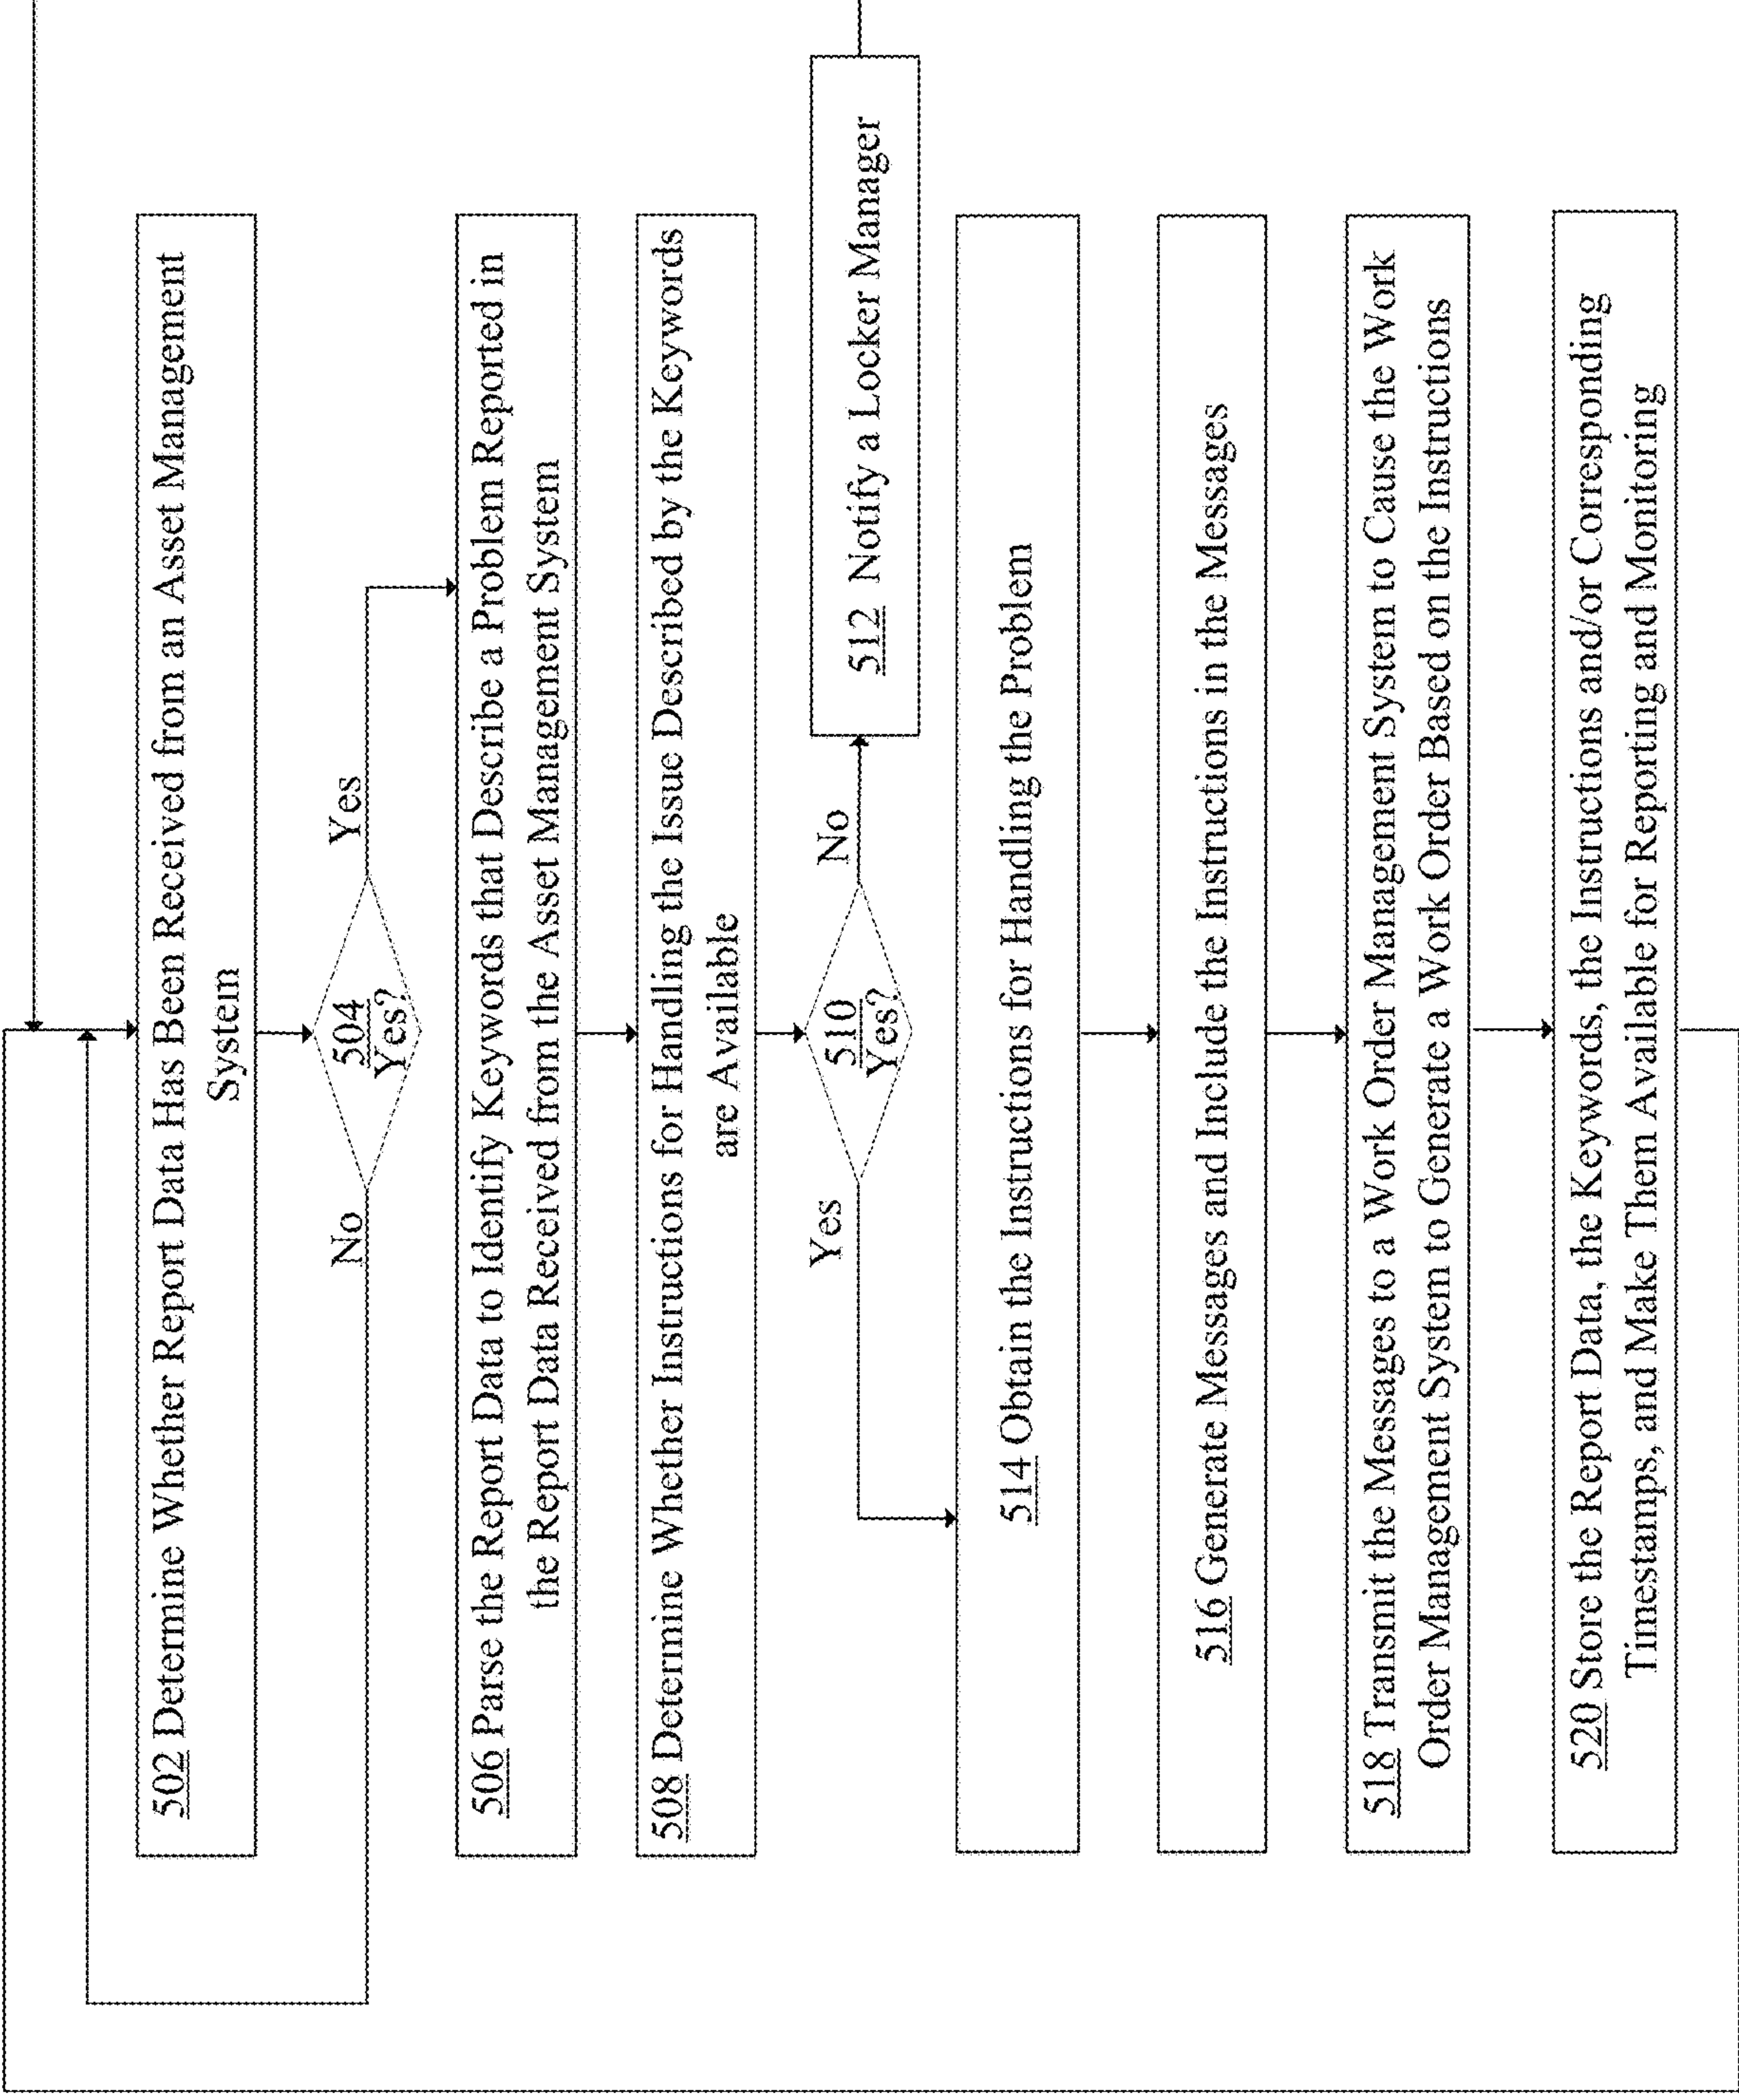 502 Determine Whether Report Data Has Been Received from an Asset Management
System
504
Yes?
No
Yes
506 Parse the Report Data to Identify Keywords that Describe a Problem Reported in
the Report Data Received from the Asset Management System
508 Determine Whether Instructions for Handling the Issue Described by the Keywords
are Available
510
Yes?
Yes
No
512 Notify a Locker Manager
514 Obtain the Instructions for Handling the Problem
516 Generate Messages and Include the Instructions in the Messages
518 Transmit the Messages to a Work Order Management System to Cause the Work
Order Management System to Generate a Work Order Based on the Instructions
520 Store the Report Data, the Keywords, the Instructions and/or Corresponding
Timestamps, and Make Them Available for Reporting and Monitoring